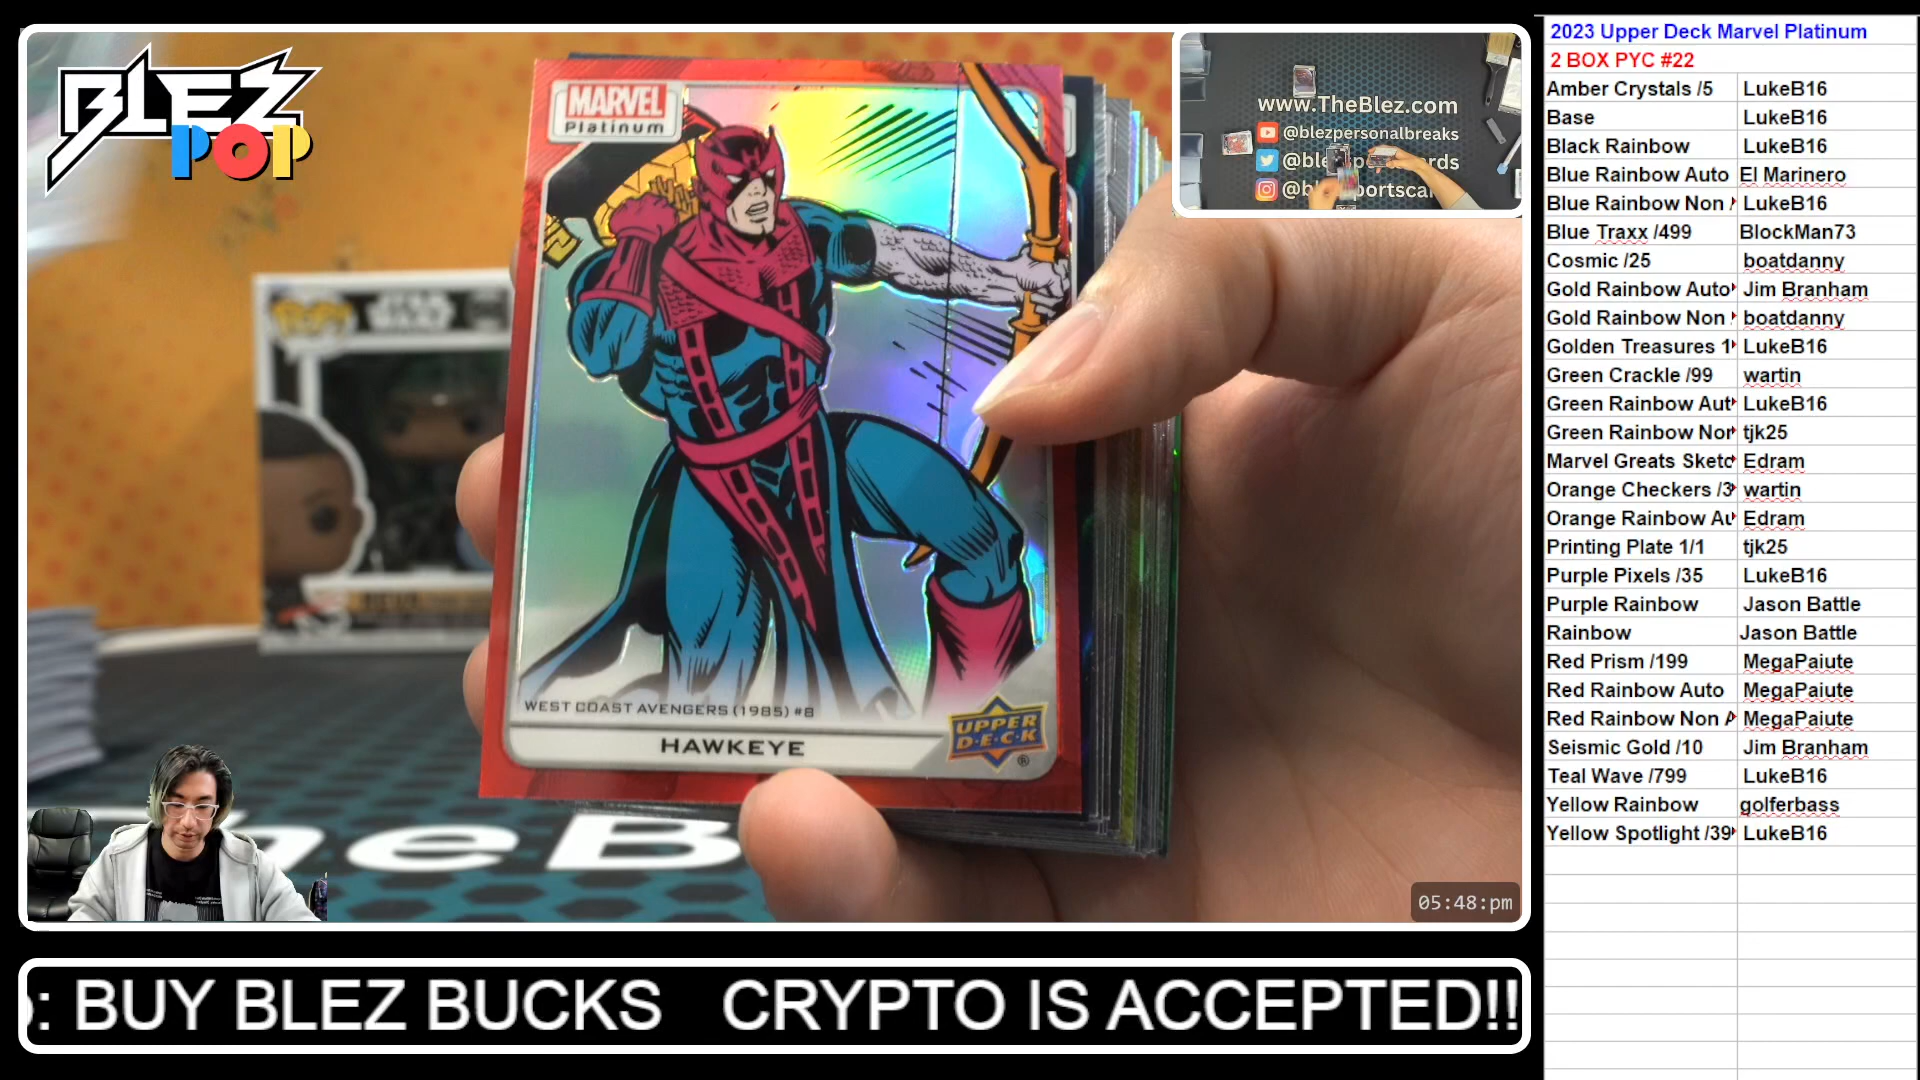 BLEZ
POP
MARVEL
Platinum
WEST COAST AVENGERS (1985) #8
HAWKEYE
UPPER
D·E·C·K
®
STAR
www.TheBlez.com
@blezpersonalbreaks
05:48:pm
: BUY BLEZ BUCKS CRYPTO IS ACCEPTED!!
2023 Upper Deck Marvel Platinum
2 BOX PYC #22
Amber Crystals /5 LukeB16
Base LukeB16
Black Rainbow LukeB16
Blue Rainbow Auto El Marinero
Blue Rainbow Non LukeB16
Blue Traxx /499 BlockMan73
Cosmic /25 boatdanny
Gold Rainbow Auto Jim Branham
Gold Rainbow Non boatdanny
Golden Treasures 1 LukeB16
Green Crackle /99 wartin
Green Rainbow Aut LukeB16
Green Rainbow Nor tjk25
Marvel Greats Sketc Edram
Orange Checkers /3 wartin
Orange Rainbow Au Edram
Printing Plate 1/1 tjk25
Purple Pixels /35 LukeB16
Purple Rainbow Jason Battle
Rainbow Jason Battle
Red Prism /199 MegaPaiute
Red Rainbow Auto MegaPaiute
Red Rainbow Non A MegaPaiute
Seismic Gold /10 Jim Branham
Teal Wave /799 LukeB16
Yellow Rainbow golferbass
Yellow Spotlight /39 LukeB16